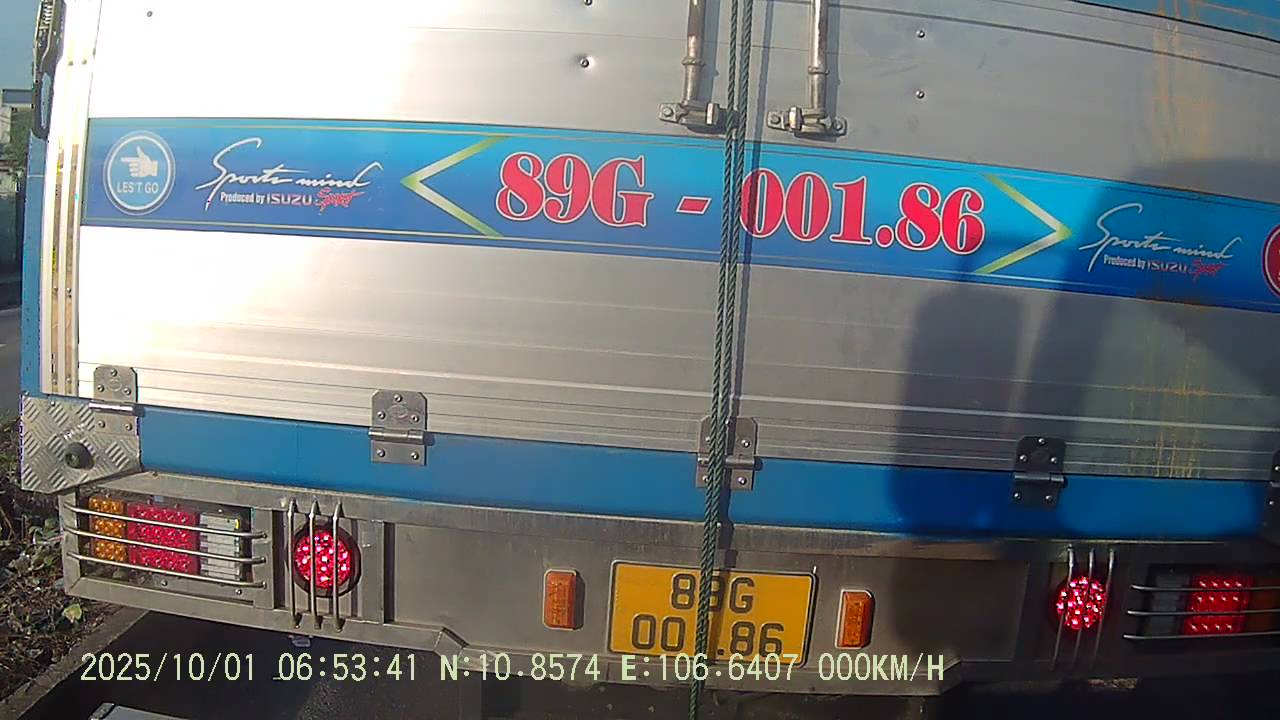 LES'T GO
Sports mind
Produced by ISUZU Sport
89G - 001.86
Sports mind
Produced by ISUZU Sport
89G
001.86
2025/10/01 06:53:41 N:10.8574 E:106.6407 000KM/H